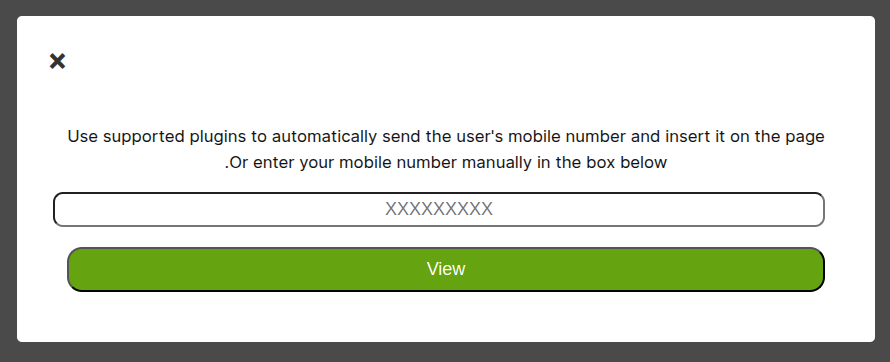 Use supported plugins to automatically send the user's mobile number and insert it on the page
.Or enter your mobile number manually in the box below
XXXXXXXXX
View